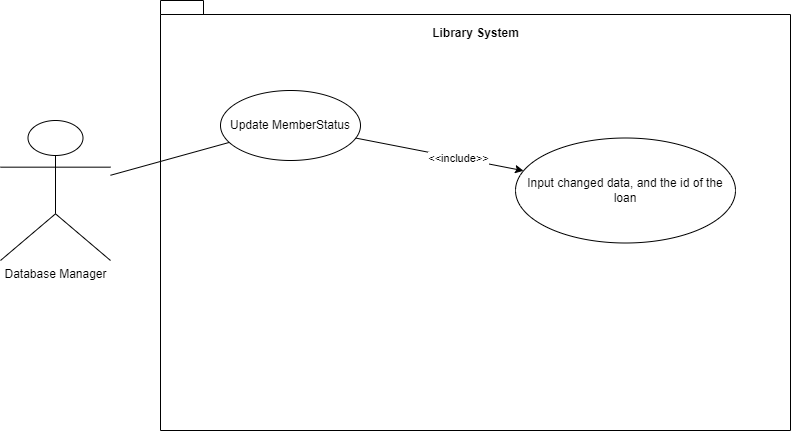 Library System
Update MemberStatus
<<include>>
Input changed data, and the id of the
loan
Database Manager